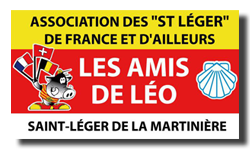 ASSOCIATION DES "ST LÉGER"
DE FRANCE ET D'AILLEURS
LES AMIS
DE LÉO
SAINT-LÉGER DE LA MARTINIÈRE